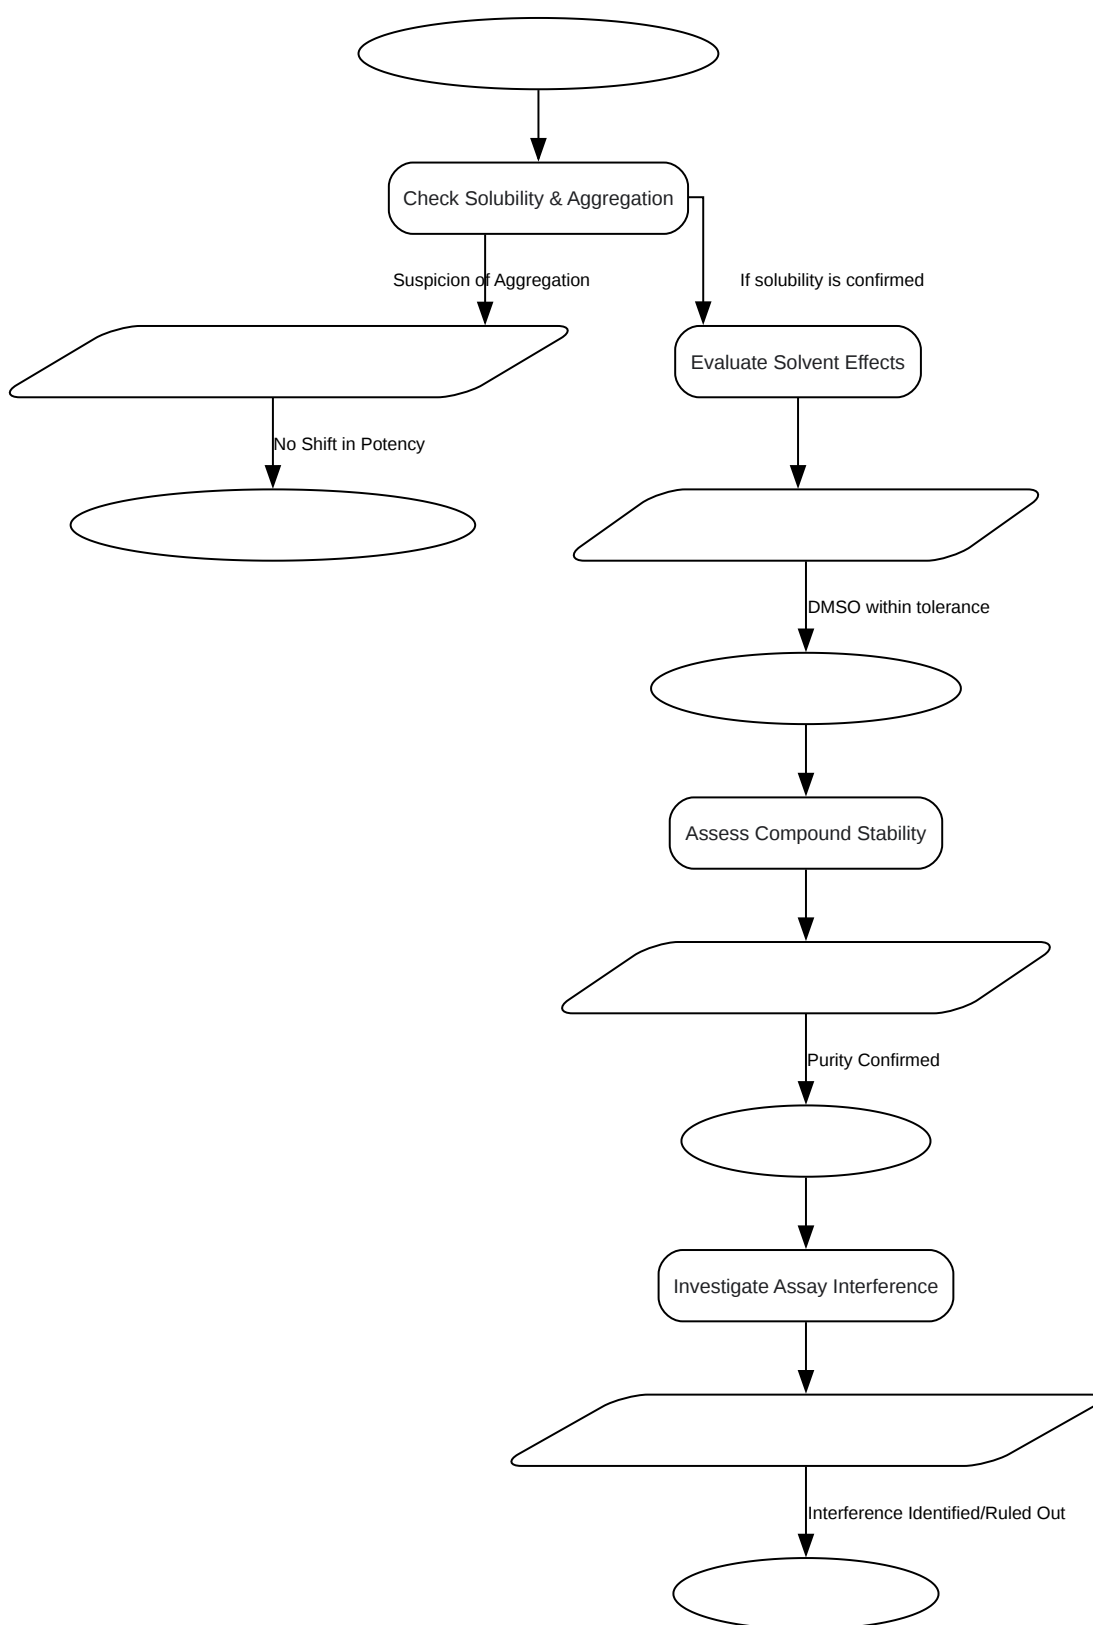 Check Solubility & Aggregation
Suspicion of Aggregation
If solubility is confirmed
Evaluate Solvent Effects
No Shift in Potency
DMSO within tolerance
Assess Compound Stability
Purity Confirmed
Investigate Assay Interference
Interference Identified/Ruled Out